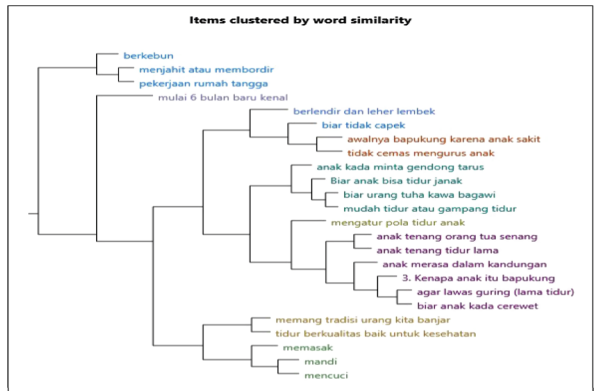 Items clustered by word similarity
berkebun
menjahit atau membordir
pekerjaan rumah tangga
mulai 6 bulan baru kenal
berlendir dan leher lembek
biar tidak capek
awalnya bapukung karena anak sakit
tidak cemas mengurus anak
anak kada minta gendong tarus
Biar anak bisa tidur janak
biar urang tuha kawa bagawi
mudah tidur atau gampang tidur
mengatur pola tidur anak
anak tenang orang tua senang
anak tenang tidur lama
anak merasa dalam kandungan
3. Kenapa anak itu bapukung
agar lawas guring (lama tidur)
biar anak kada cerewet
memang tradisi urang kita banjar
tidur berkualitas baik untuk kesehatan
memasak
mandi
mencuci